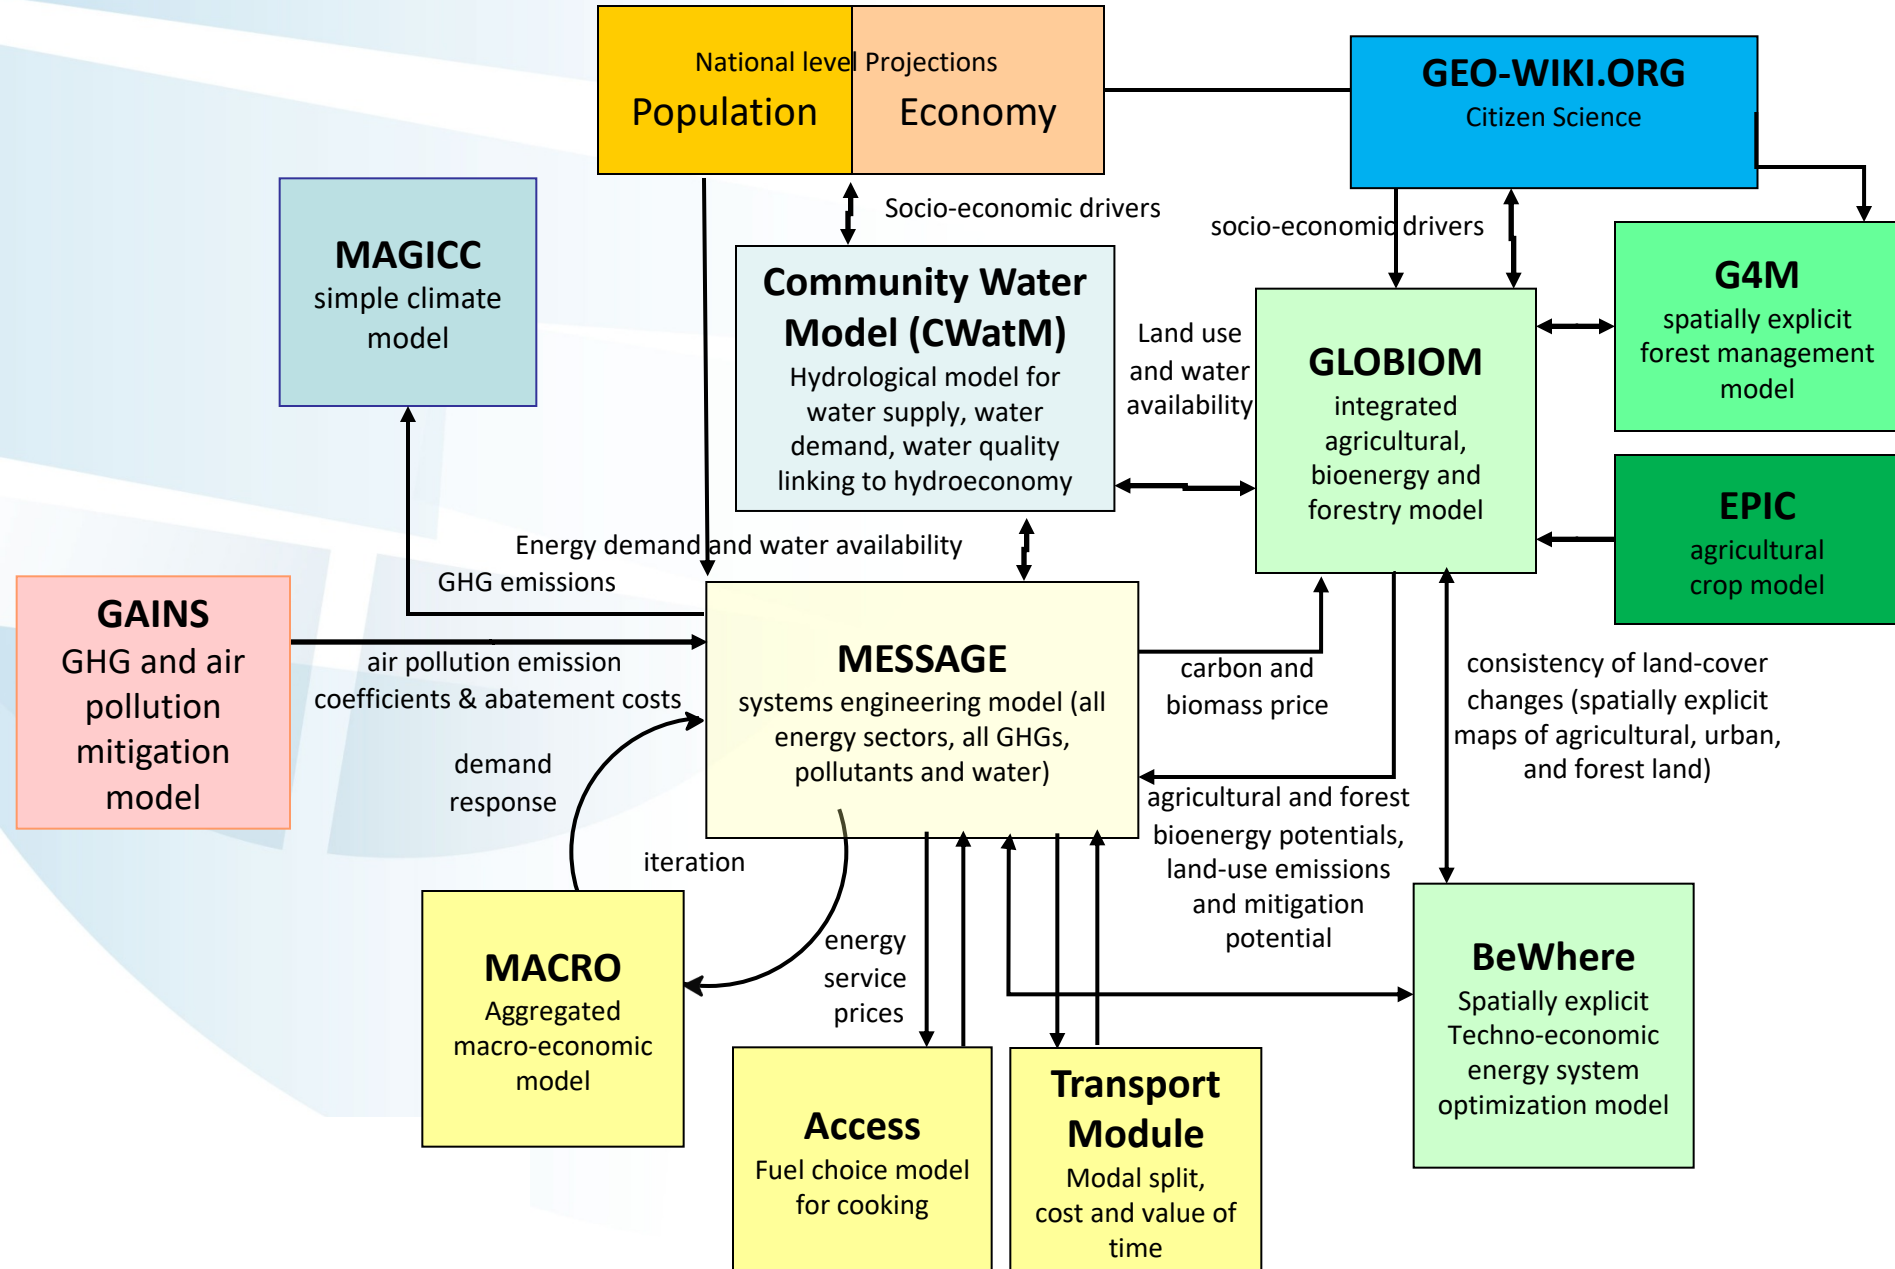 National level Projections
Population
Economy
GEO-WIKI.ORG
Citizen Science
Socio-economic drivers
socio-economic drivers
MAGICC
simple climate
model
Community Water
Model (CWatM)
Hydrological model for
water supply, water
demand, water quality
linking to hydroeconomy
Land use
and water
availability
GLOBIOM
integrated
agricultural,
bioenergy and
forestry model
G4M
spatially explicit
forest management
model
EPIC
agricultural
crop model
Energy demand and water availability
GHG emissions
GAINS
GHG and air
pollution
mitigation
model
air pollution emission
coefficients & abatement costs
MESSAGE
systems engineering model (all
energy sectors, all GHGs,
pollutants and water)
carbon and
biomass price
consistency of land-cover
changes (spatially explicit
maps of agricultural, urban,
and forest land)
demand
response
iteration
agricultural and forest
bioenergy potentials,
land-use emissions
and mitigation
potential
MACRO
Aggregated
macro-economic
model
energy
service
prices
BeWhere
Spatially explicit
Techno-economic
energy system
optimization model
Access
Fuel choice model
for cooking
Transport
Module
Modal split,
cost and value of
time